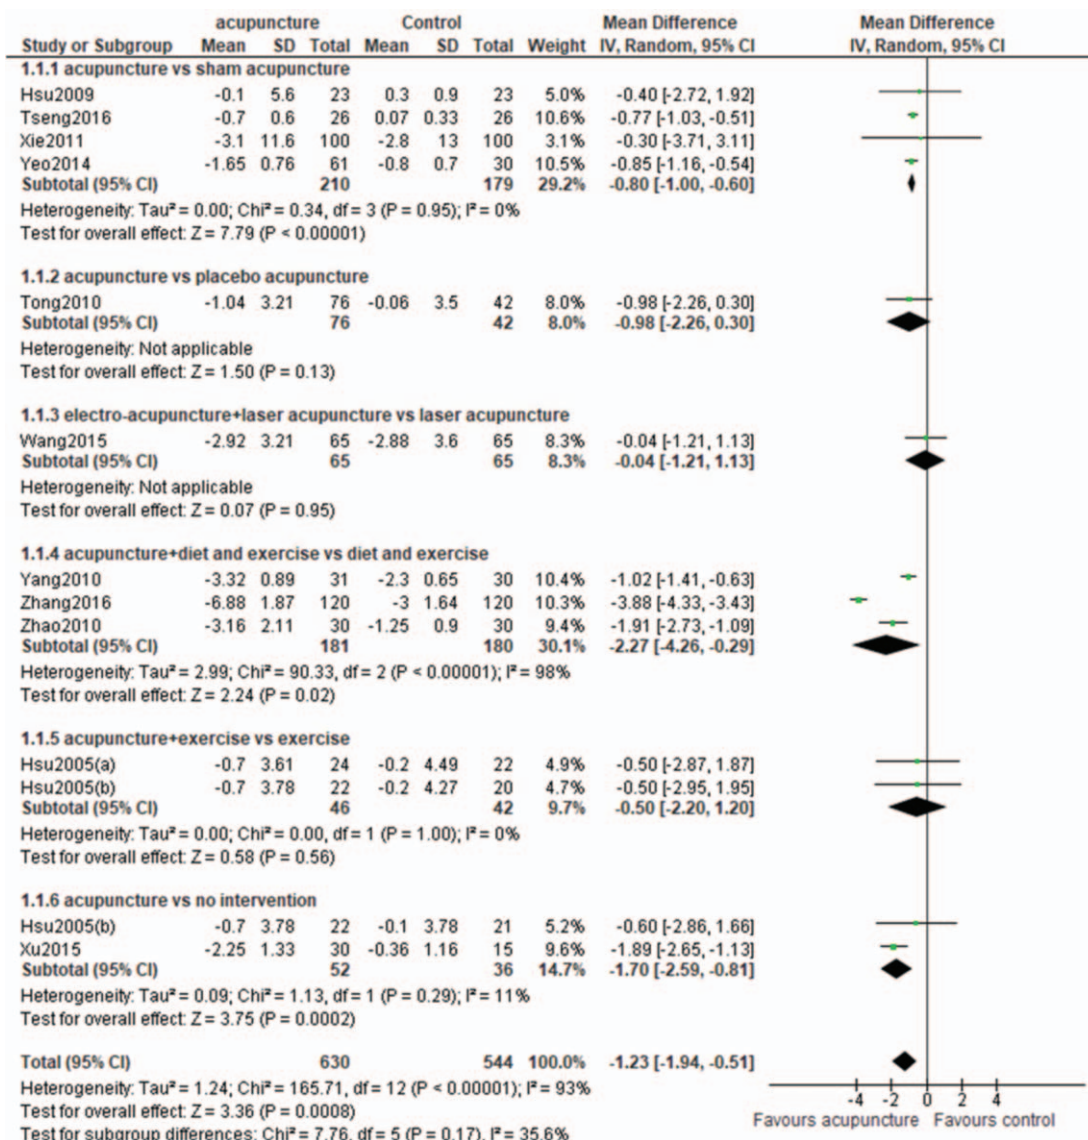 acupuncture Control Mean Difference Mean Difference
Study or Subgroup Mean SD Total Mean SD Total Weight IV, Random, 95% CI IV, Random, 95% CI
1.1.1 acupuncture vs sham acupuncture
Hsu2009 -0.1 5.6 23 0.3 0.9 23 5.0% -0.40 [-2.72, 1.92]
Tseng2016 -0.7 0.6 26 0.07 0.33 26 10.6% -0.77 [-1.03, -0.51]
Xie2011 -3.1 11.6 100 -2.8 13 100 3.1% -0.30 [-3.71, 3.11]
Yeo2014 -1.65 0.76 61 -0.8 0.7 30 10.5% -0.85 [-1.16, -0.54]
Subtotal (95% CI) 210 179 29.2% -0.80 [-1.00, -0.60]
Heterogeneity: Tau² = 0.00; Chi² = 0.34, df = 3 (P = 0.95); I² = 0%
Test for overall effect: Z = 7.79 (P < 0.00001)
1.1.2 acupuncture vs placebo acupuncture
Tong2010 -1.04 3.21 76 -0.06 3.5 42 8.0% -0.98 [-2.26, 0.30]
Subtotal (95% CI) 76 42 8.0% -0.98 [-2.26, 0.30]
Heterogeneity: Not applicable
Test for overall effect: Z = 1.50 (P = 0.13)
1.1.3 electro-acupuncture+laser acupuncture vs laser acupuncture
Wang2015 -2.92 3.21 65 -2.88 3.6 65 8.3% -0.04 [-1.21, 1.13]
Subtotal (95% CI) 65 65 8.3% -0.04 [-1.21, 1.13]
Heterogeneity: Not applicable
Test for overall effect: Z = 0.07 (P = 0.95)
1.1.4 acupuncture+diet and exercise vs diet and exercise
Yang2010 -3.32 0.89 31 -2.3 0.65 30 10.4% -1.02 [-1.41, -0.63]
Zhang2016 -6.88 1.87 120 -3 1.64 120 10.3% -3.88 [-4.33, -3.43]
Zhao2010 -3.16 2.11 30 -1.25 0.9 30 9.4% -1.91 [-2.73, -1.09]
Subtotal (95% CI) 181 180 30.1% -2.27 [-4.26, -0.29]
Heterogeneity: Tau² = 2.99; Chi² = 90.33, df = 2 (P < 0.00001); I² = 98%
Test for overall effect: Z = 2.24 (P = 0.02)
1.1.5 acupuncture+exercise vs exercise
Hsu2005(a) -0.7 3.61 24 -0.2 4.49 22 4.9% -0.50 [-2.87, 1.87]
Hsu2005(b) -0.7 3.78 22 -0.2 4.27 20 4.7% -0.50 [-2.95, 1.95]
Subtotal (95% CI) 46 42 9.7% -0.50 [-2.20, 1.20]
Heterogeneity: Tau² = 0.00; Chi² = 0.00, df = 1 (P = 1.00); I² = 0%
Test for overall effect: Z = 0.58 (P = 0.56)
1.1.6 acupuncture vs no intervention
Hsu2005(b) -0.7 3.78 22 -0.1 3.78 21 5.2% -0.60 [-2.86, 1.66]
Xu2015 -2.25 1.33 30 -0.36 1.16 15 9.6% -1.89 [-2.65, -1.13]
Subtotal (95% CI) 52 36 14.7% -1.70 [-2.59, -0.81]
Heterogeneity: Tau² = 0.09; Chi² = 1.13, df = 1 (P = 0.29); I² = 11%
Test for overall effect: Z = 3.75 (P = 0.0002)
Total (95% CI) 630 544 100.0% -1.23 [-1.94, -0.51]
Heterogeneity: Tau² = 1.24; Chi² = 165.71, df = 12 (P < 0.00001); I² = 93%
Test for overall effect: Z = 3.36 (P = 0.0008)
Test for subgroup differences: Chi² = 7.76, df = 5 (P = 0.17), I² = 35.6%
-4 -2 0 2 4
Favours acupuncture Favours control